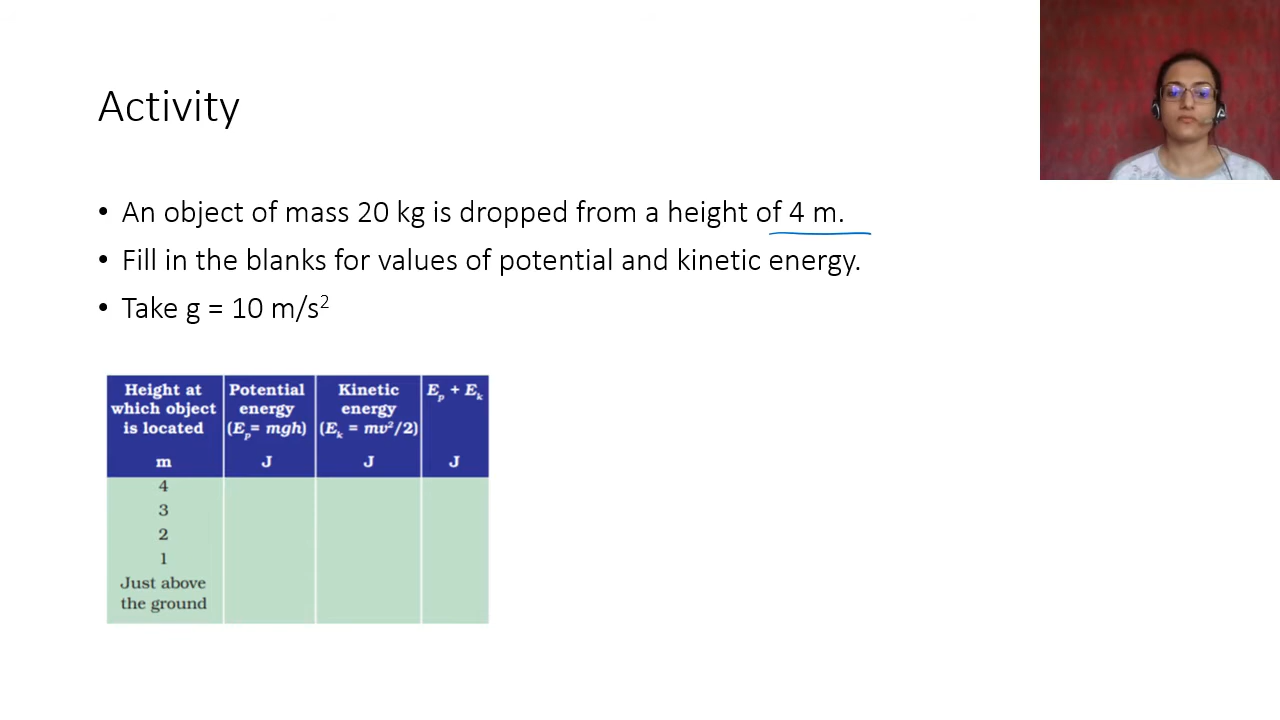 Activity
• An object of mass 20 kg is dropped from a height of 4 m.
• Fill in the blanks for values of potential and kinetic energy.
• Take g = 10 m/s²
Height at which object is located m
Potential energy (Eₚ= mgh) J
Kinetic energy (Eₖ = mv²/2) J
Eₚ + Eₖ J
4
3
2
1
Just above
the ground